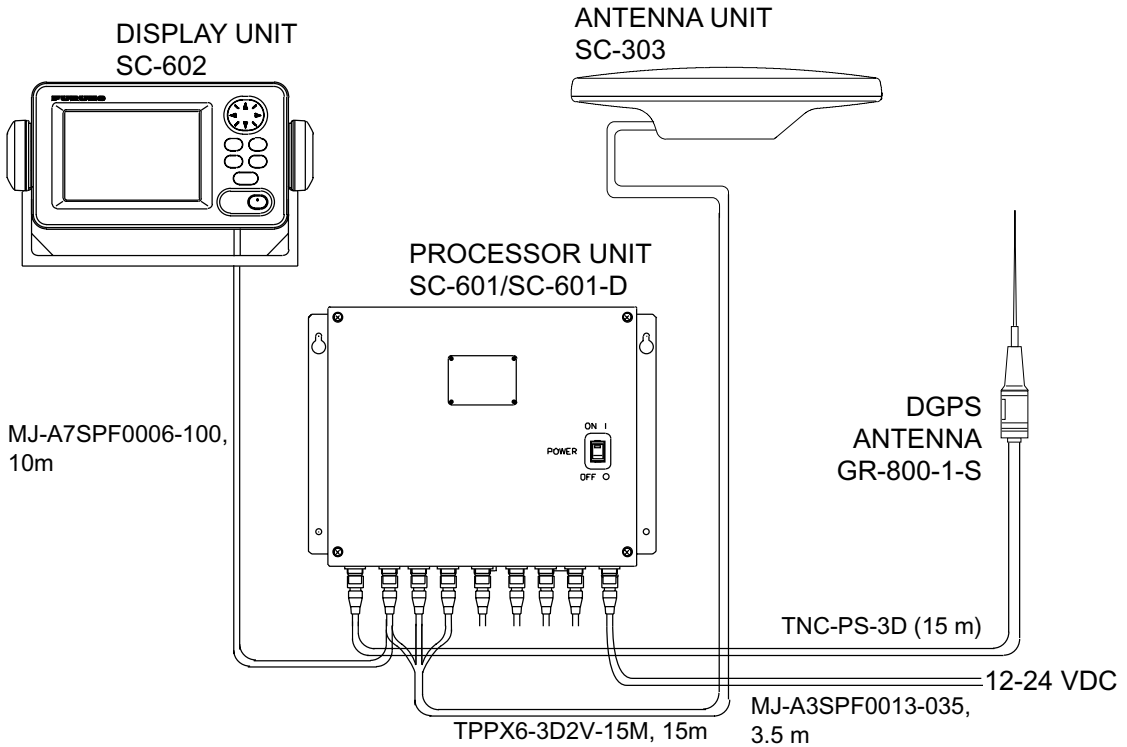 DISPLAY UNIT
SC-602
ANTENNA UNIT
SC-303
FURUNO
PROCESSOR UNIT
SC-601/SC-601-D
ON I
POWER
OFF O
MJ-A7SPF0006-100,
10m
DGPS
ANTENNA
GR-800-1-S
TNC-PS-3D (15 m)
12-24 VDC
MJ-A3SPF0013-035,
3.5 m
TPPX6-3D2V-15M, 15m